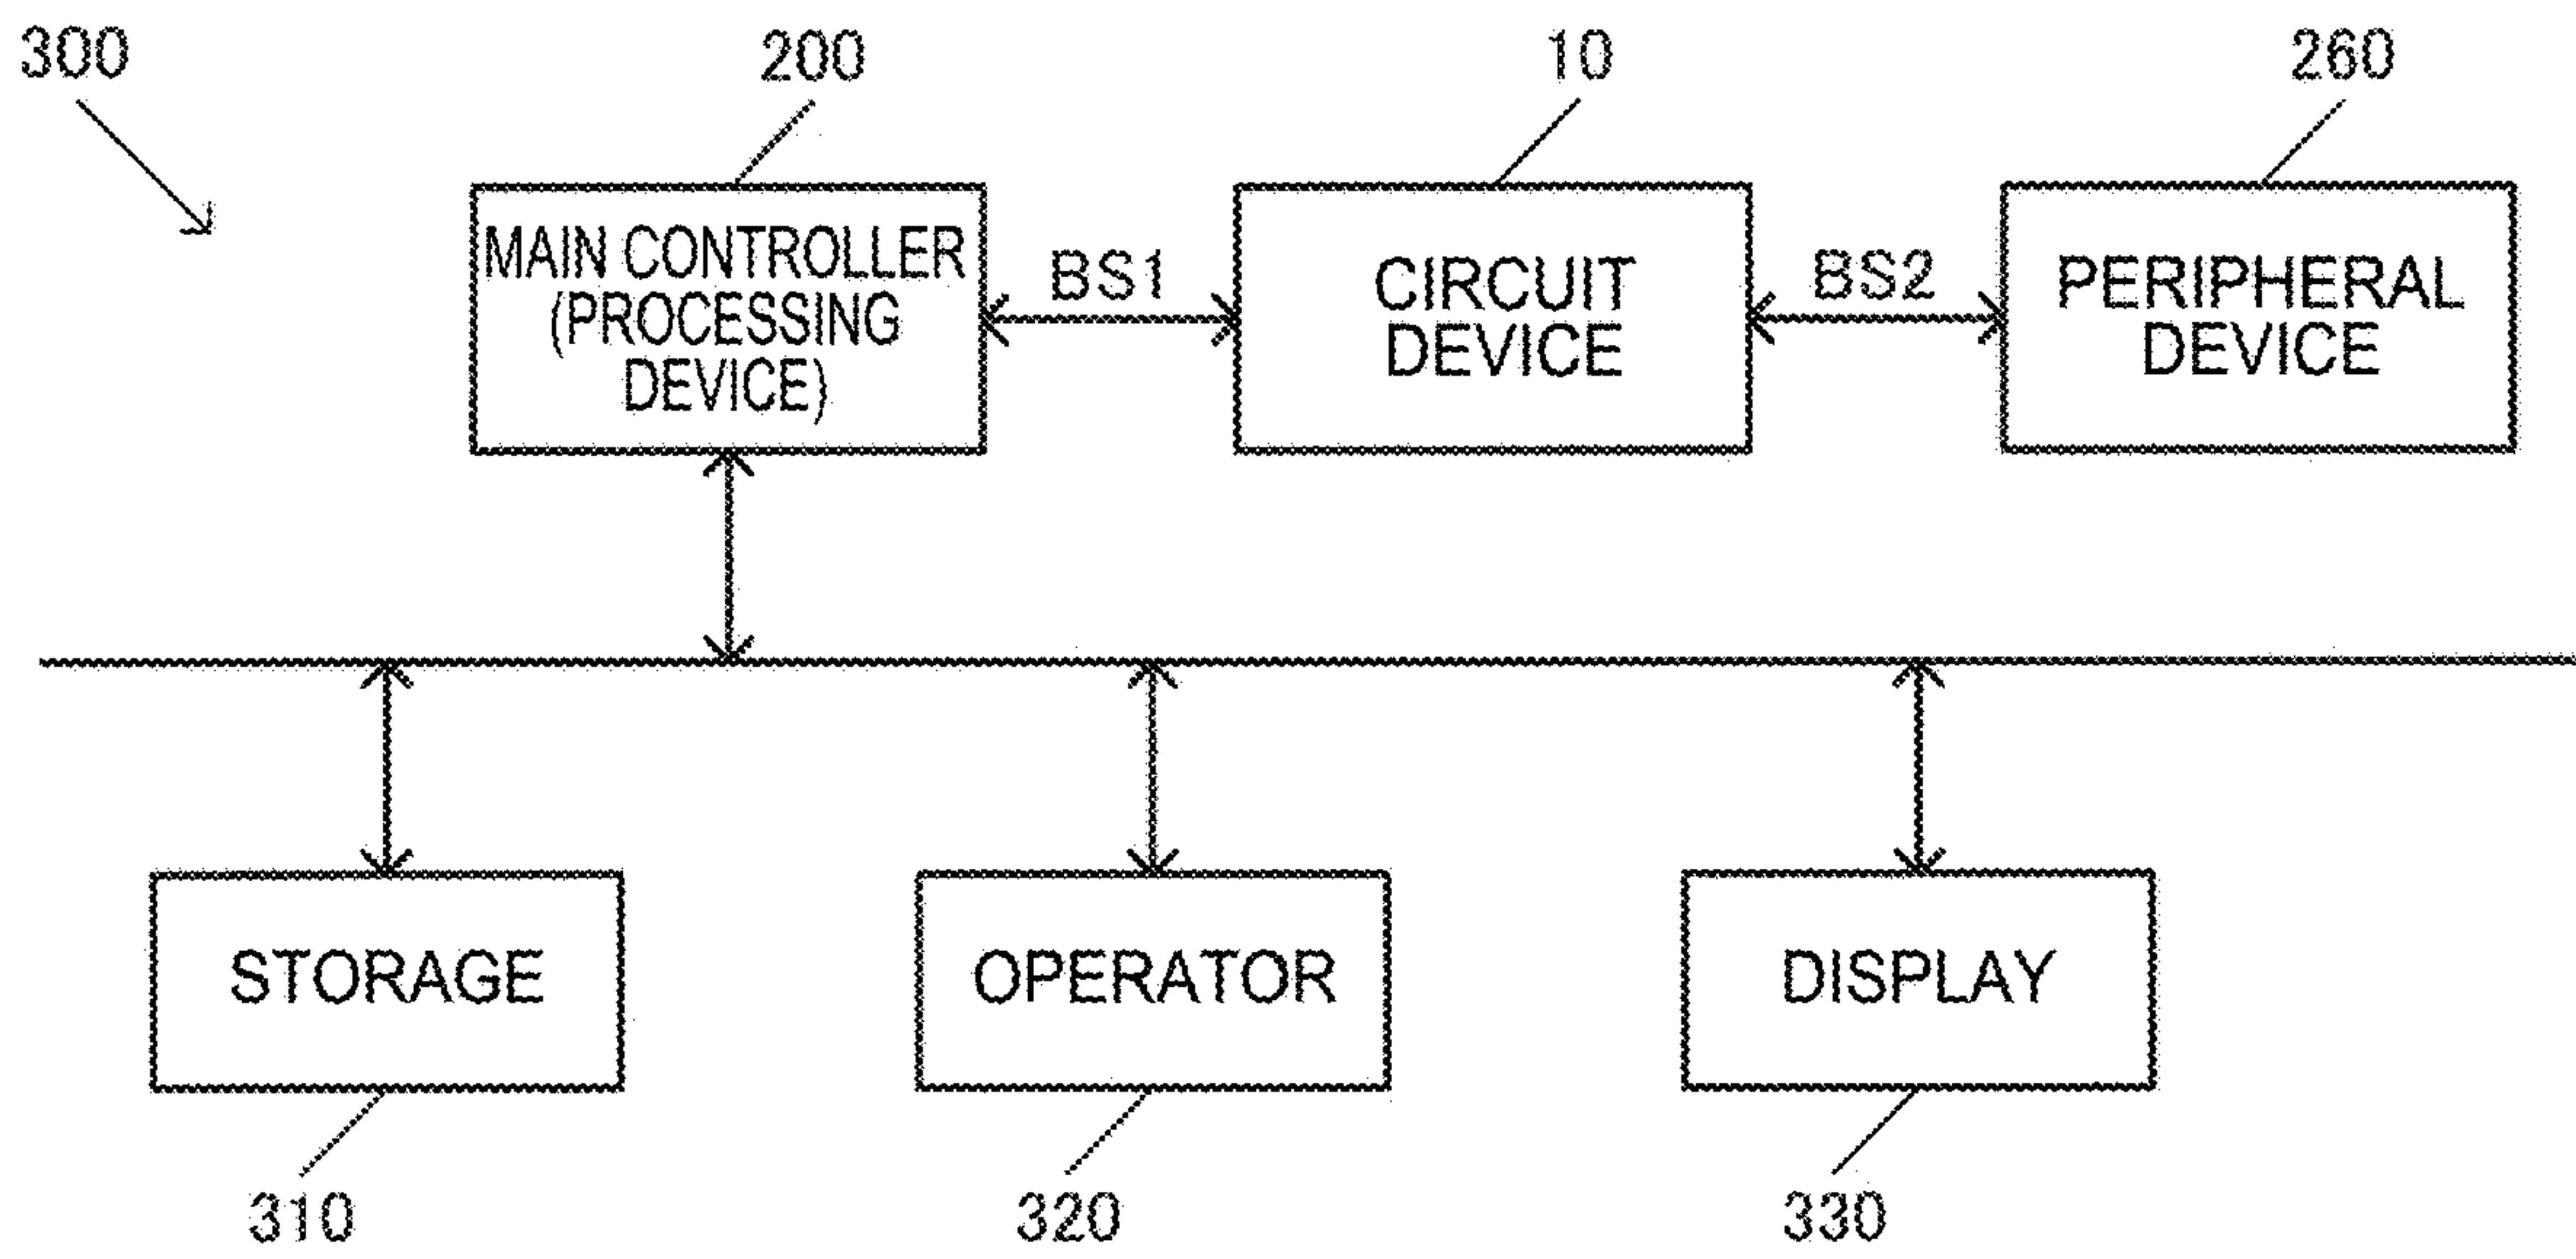 300
200
10
260
MAIN CONTROLLER
(PROCESSING
DEVICE)
BS1
CIRCUIT
DEVICE
BS2
PERIPHERAL
DEVICE
STORAGE
OPERATOR
DISPLAY
310
320
330